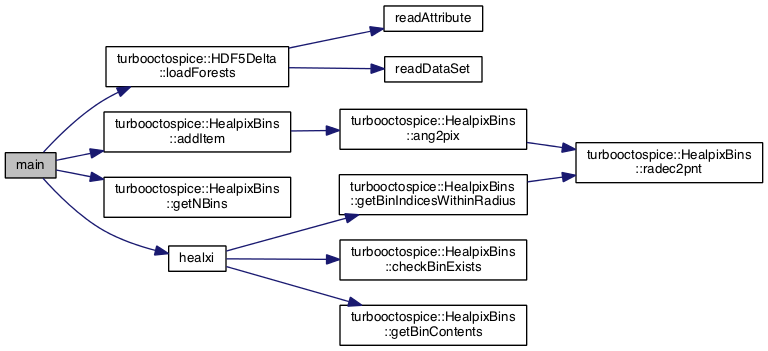 main
turbooctospice::HDF5Delta
::loadForests
readAttribute
readDataSet
turbooctospice::HealpixBins
::addItem
turbooctospice::HealpixBins
::ang2pix
turbooctospice::HealpixBins
::radec2pnt
turbooctospice::HealpixBins
::getNBins
healxi
turbooctospice::HealpixBins
::getBinIndicesWithinRadius
turbooctospice::HealpixBins
::checkBinExists
turbooctospice::HealpixBins
::getBinContents